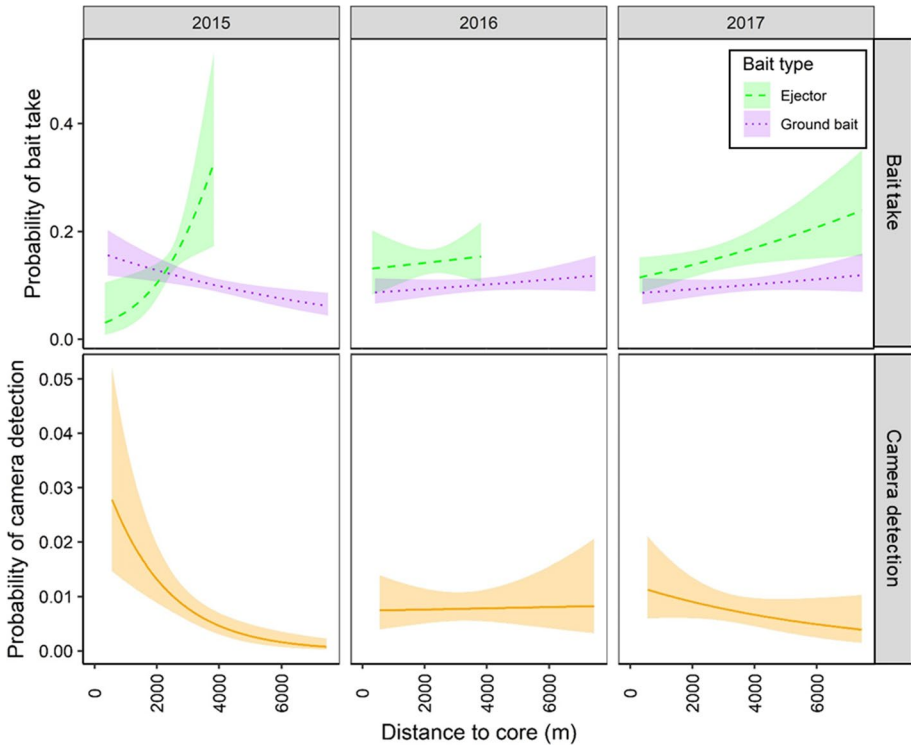 2015 2016 2017
Probability of bait take
0.4
0.2
0.0
Bait type
Ejector
Ground bait
Bait take
Probability of camera detection
0.05
0.04
0.03
0.02
0.01
0.00
Camera detection
0 2000 4000 6000 0 2000 4000 6000 0 2000 4000 6000
Distance to core (m)